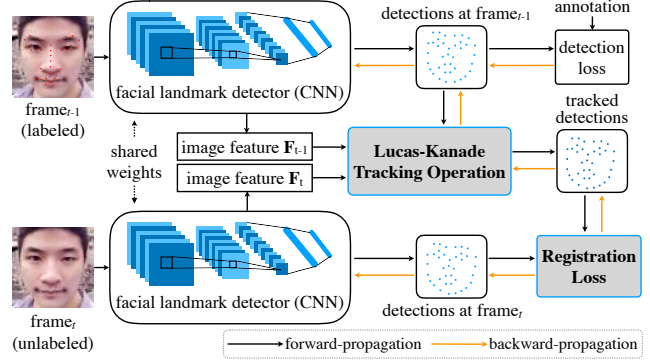 detections at frame t-1
annotation
detection
loss
facial landmark detector (CNN)
frame t-1
(labeled)
tracked
detections
shared
weights
image feature F t-1
image feature F t
Lucas-Kanade
Tracking Operation
Registration
Loss
facial landmark detector (CNN)
detections at frame t
frame t
(unlabeled)
forward-propagation
backward-propagation